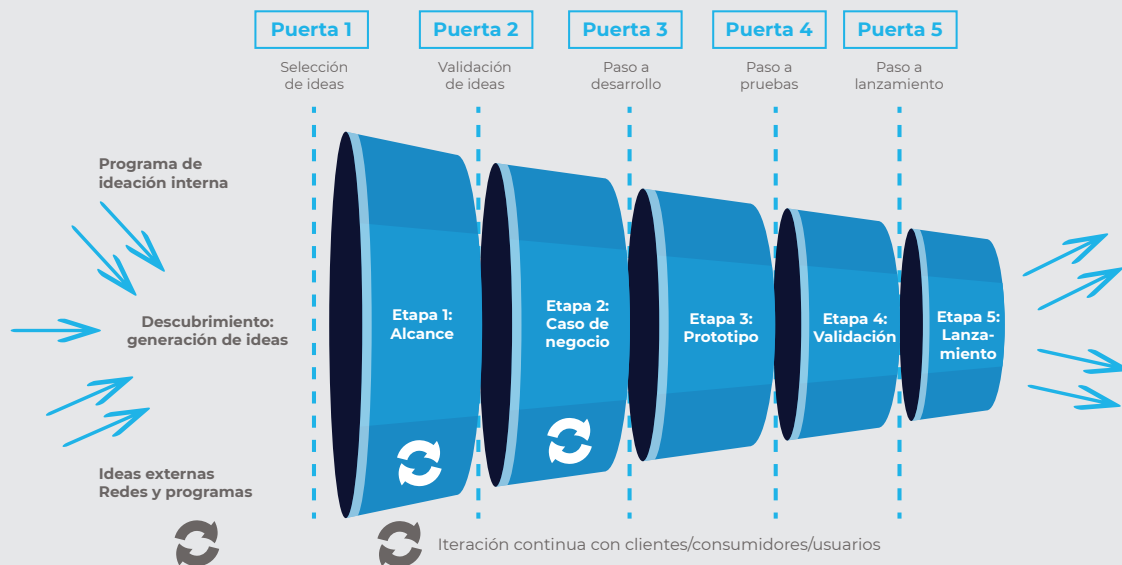 Puerta 1
Puerta 2
Puerta 3
Puerta 4
Puerta 5
Selección
de ideas
Validación
de ideas
Paso a
desarrollo
Paso a
pruebas
Paso a
lanzamiento
Programa de
ideación interna
Descubrimiento:
generación de ideas
Ideas externas
Redes y programas
Etapa 1:
Alcance
Etapa 2:
Caso de
negocio
Etapa 3:
Prototipo
Etapa 4:
Validación
Etapa 5:
Lanza-
miento
Iteración continua con clientes/consumidores/usuarios